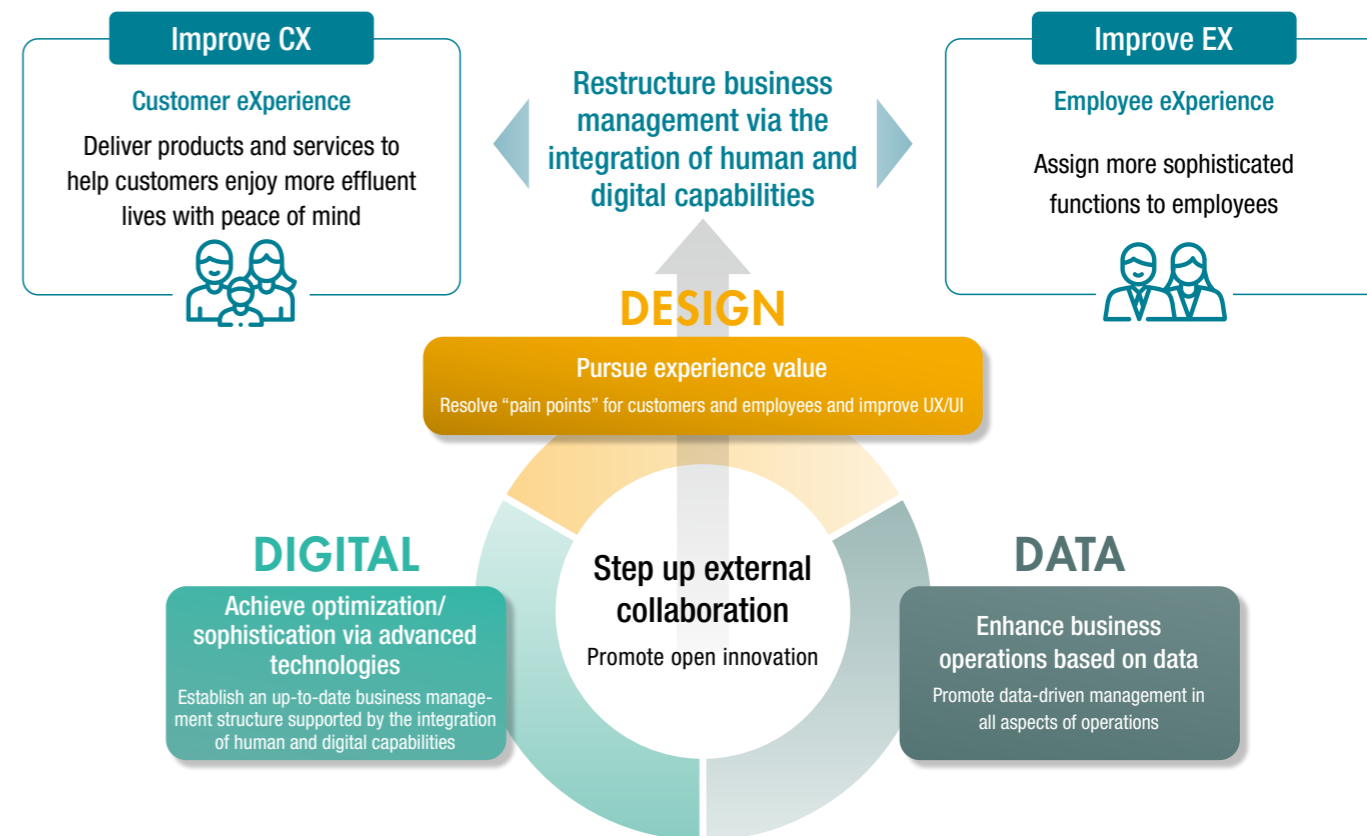 Improve CX
Customer eXperience
Deliver products and services to
help customers enjoy more effluent
lives with peace of mind
Restructure business
management via the
integration of human and
digital capabilities
Improve EX
Employee eXperience
Assign more sophisticated
functions to employees
DESIGN
Pursue experience value
Resolve “pain points” for customers and employees and improve UX/UI
DIGITAL
Achieve optimization/
sophistication via advanced
technologies
Establish an up-to-date business manage-
ment structure supported by the integration
of human and digital capabilities
Step up external
collaboration
Promote open innovation
DATA
Enhance business
operations based on data
Promote data-driven management in
all aspects of operations